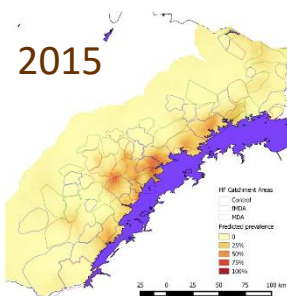 2015
HF Catchment Areas
Control
fMDA
MDA
Predicted prevalence
0
25%
50%
75%
100%
25 0 25 50 75 100 km